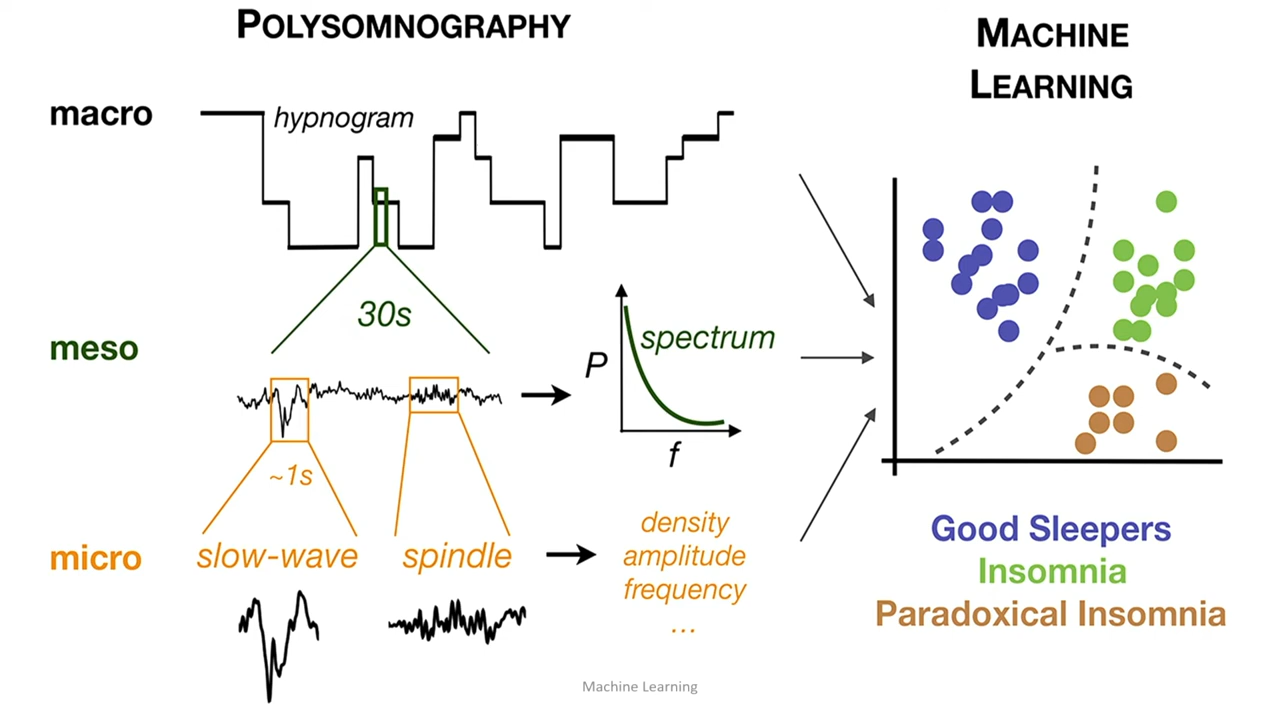 POLYSOMNOGRAPHY
MACHINE
LEARNING
macro
hypnogram
30s
meso
P
spectrum
f
~1s
micro
slow-wave
spindle
density
amplitude
frequency
...
Good Sleepers
Insomnia
Paradoxical Insomnia
Machine Learning